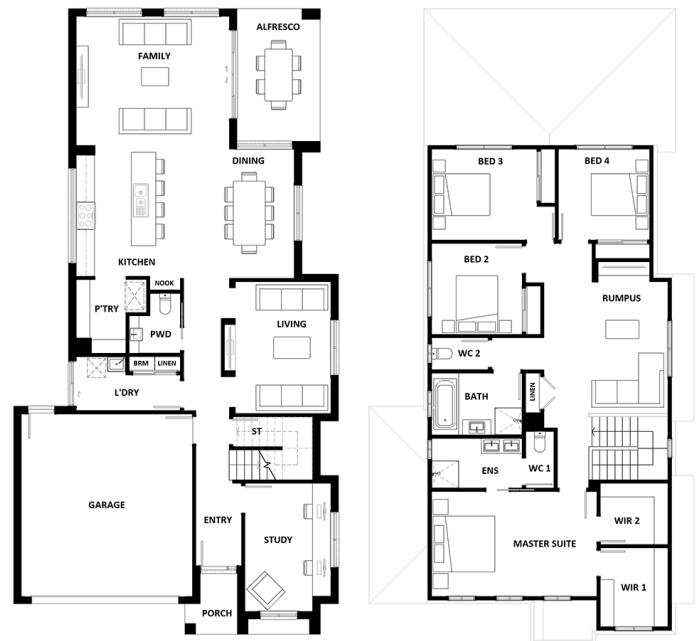 FAMILY
ALFRESCO
DINING
KITCHEN
NOOK
P'TRY
PWD
LIVING
BRM
LINEN
L'DRY
ST
GARAGE
ENTRY
STUDY
PORCH
BED 3
BED 4
BED 2
RUMPUS
WC 2
BATH
LINEN
ENS
WC 1
MASTER SUITE
WIR 2
WIR 1